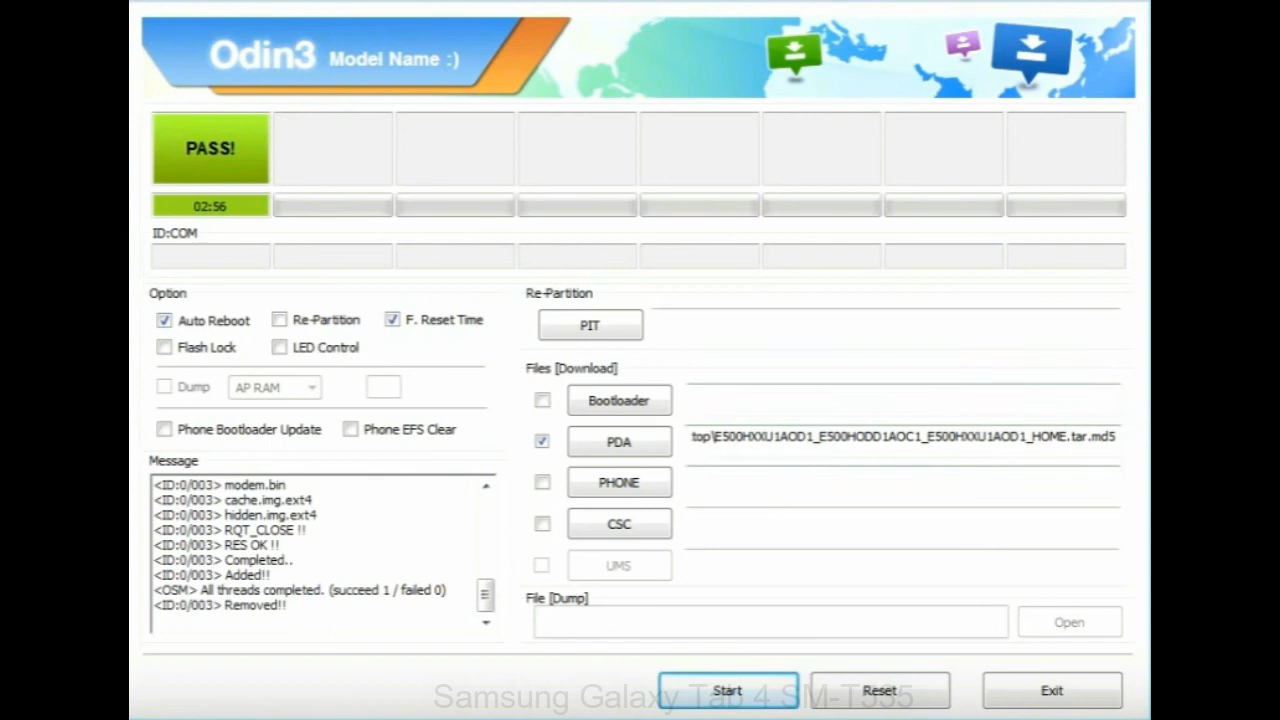 Odin3 Model Name :)
PASS!
02:56
ID:COM
Option
Auto Reboot Re-Partition F. Reset Time
Flash Lock LED Control
Dump AP RAM
Phone Bootloader Update Phone EFS Clear
Message
<ID:0/003> modem.bin
<ID:0/003> cache.img.ext4
<ID:0/003> hidden.img.ext4
<ID:0/003> RQT_CLOSE !!
<ID:0/003> RES OK !!
<ID:0/003> Completed..
<ID:0/003> Added!!
<OSM> All threads completed. (succeed 1 / failed 0)
<ID:0/003> Removed!!
Re-Partition
PIT
Files [Download]
Bootloader
PDA top\E500HXXU1AOD1_E500HODD1AOC1_E500HXXU1AOD1_HOME.tar.md5
PHONE
CSC
UMS
File [Dump]
Open
Start Reset Exit
Samsung Galaxy Tab 4 SM-T535